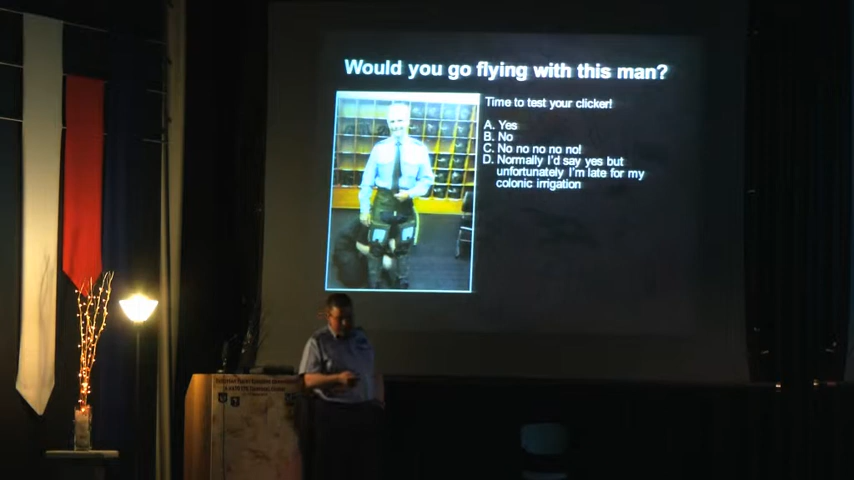 Would you go flying with this man?
Time to test your clicker!
A. Yes
B. No
C. No no no no no!
D. Normally I'd say yes but
unfortunately I'm late for my
colonic irrigation